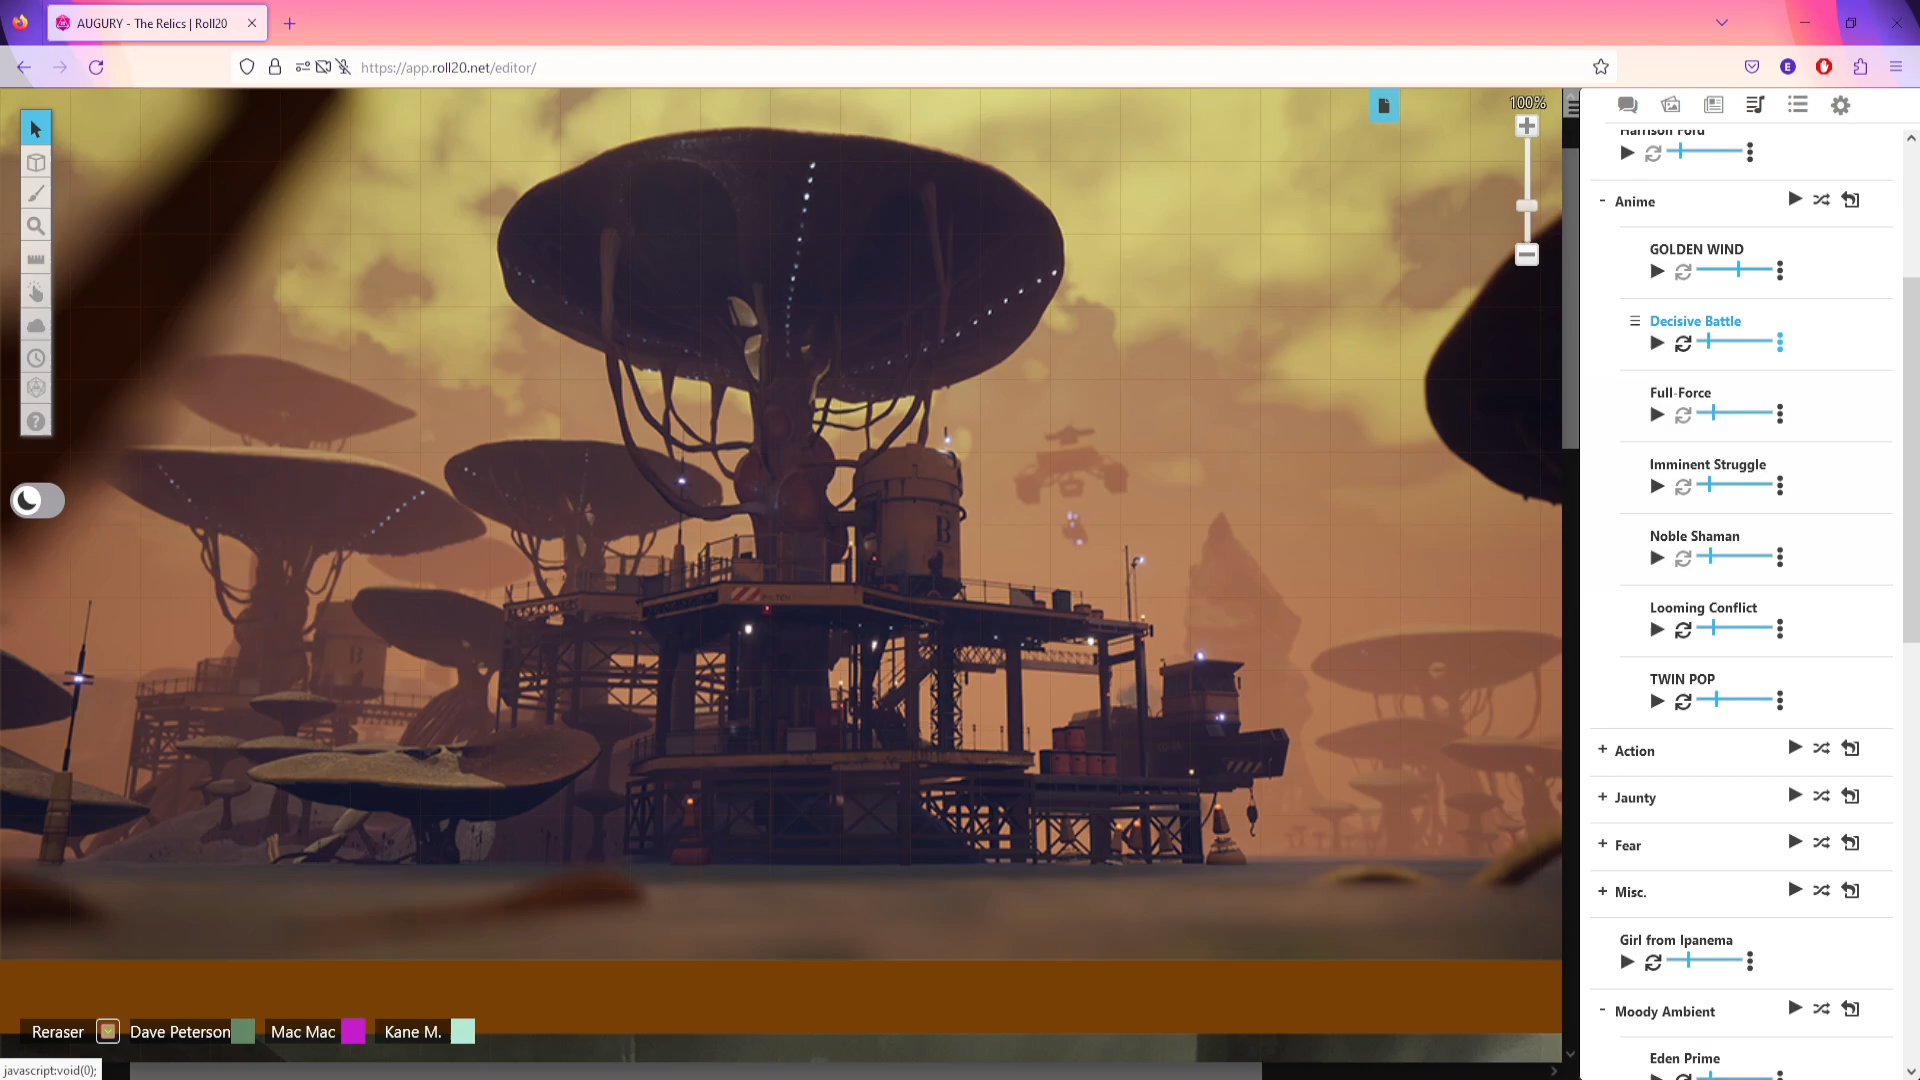 AUGURY - The Relics | Roll20
https://app.roll20.net/editor/
E
100%
Harrison Ford
- Anime
GOLDEN WIND
Decisive Battle
Full-Force
Imminent Struggle
Noble Shaman
Looming Conflict
TWIN POP
+ Action
+ Jaunty
+ Fear
+ Misc.
Girl from Ipanema
- Moody Ambient
Eden Prime
B
B
Reraser
Dave Peterson
Mac Mac
Kane M.
javascript:void(0);